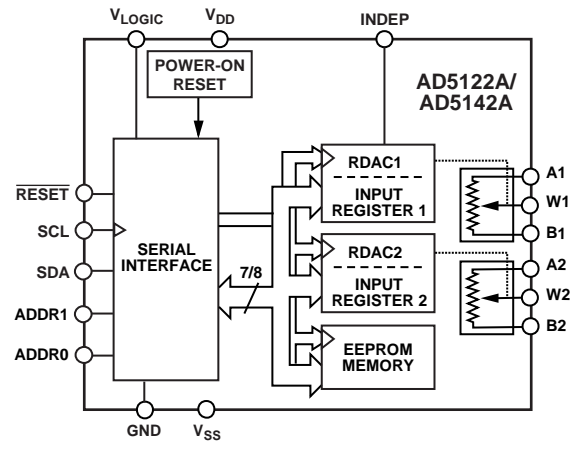 VLOGIC
VDD
INDEP
POWER-ON
RESET
AD5122A/
AD5142A
RDAC1
INPUT
REGISTER 1
A1
W1
B1
RESET
SCL
SDA
ADDR1
ADDR0
SERIAL
INTERFACE
7/8
RDAC2
INPUT
REGISTER 2
A2
W2
B2
EEPROM
MEMORY
GND
VSS